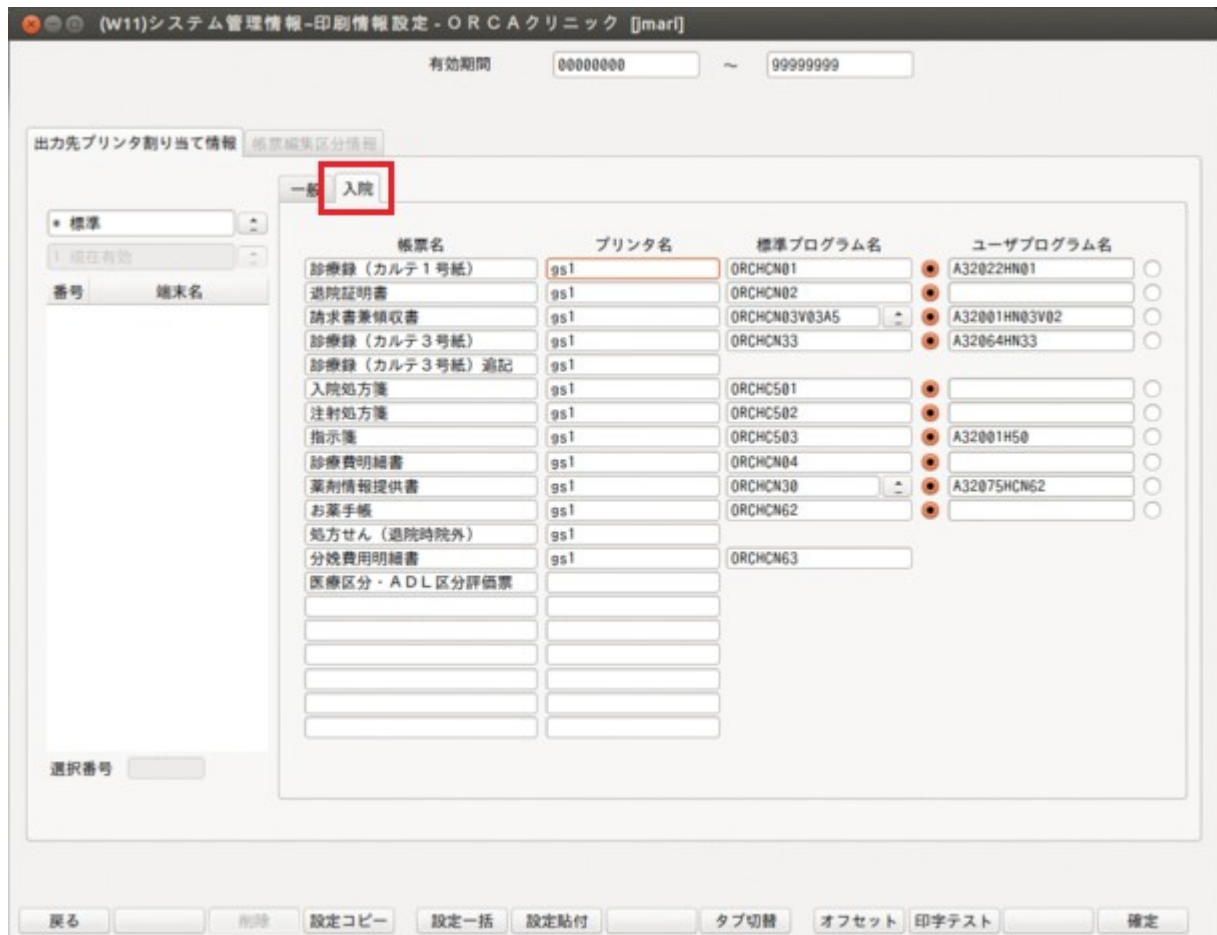 (W11)システム管理情報-印刷情報設定-ＯＲＣＡクリニック [jmari]
有効期間 00000000 ～ 99999999
出力先プリンタ割り当て情報 帳票編集区分情報
一般 入院
* 標準
1 現在有効
番号 端末名
帳票名 プリンタ名 標準プログラム名 ユーザプログラム名
診療録（カルテ１号紙） gs1 ORCHCN01 A32022HN01
退院証明書 gs1 ORCHCN02
請求書兼領収書 gs1 ORCHCN03V03A5 A32001HN03V02
診療録（カルテ３号紙） gs1 ORCHCN33 A32064HN33
診療録（カルテ３号紙）追記 gs1
入院処方箋 gs1 ORCHC501
注射処方箋 gs1 ORCHC502
指示箋 gs1 ORCHC503 A32001H50
診療費明細書 gs1 ORCHCN04
薬剤情報提供書 gs1 ORCHCN30 A32075HCN62
お薬手帳 gs1 ORCHCN62
処方せん（退院時院外） gs1
分娩費用明細書 gs1 ORCHCN63
医療区分・ＡＤＬ区分評価票
選択番号
戻る 削除 設定コピー 設定一括 設定貼付 タブ切替 オフセット 印字テスト 確定